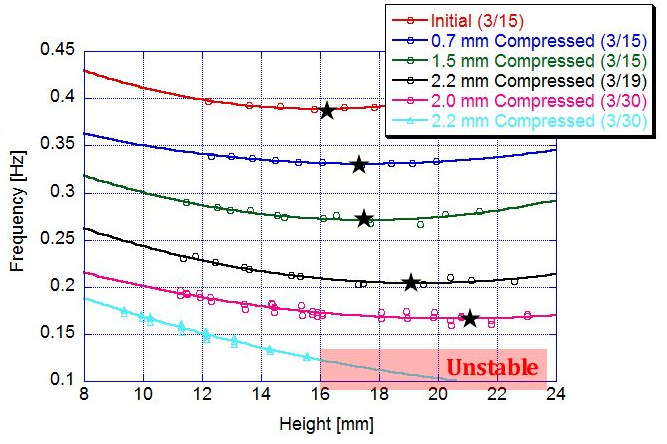 Initial (3/15)
0.7 mm Compressed (3/15)
1.5 mm Compressed (3/15)
2.2 mm Compressed (3/19)
2.0 mm Compressed (3/30)
2.2 mm Compressed (3/30)
Frequency [Hz]
0.45
0.4
0.35
0.3
0.25
0.2
0.15
0.1
Unstable
8 10 12 14 16 18 20 22 24
Height [mm]